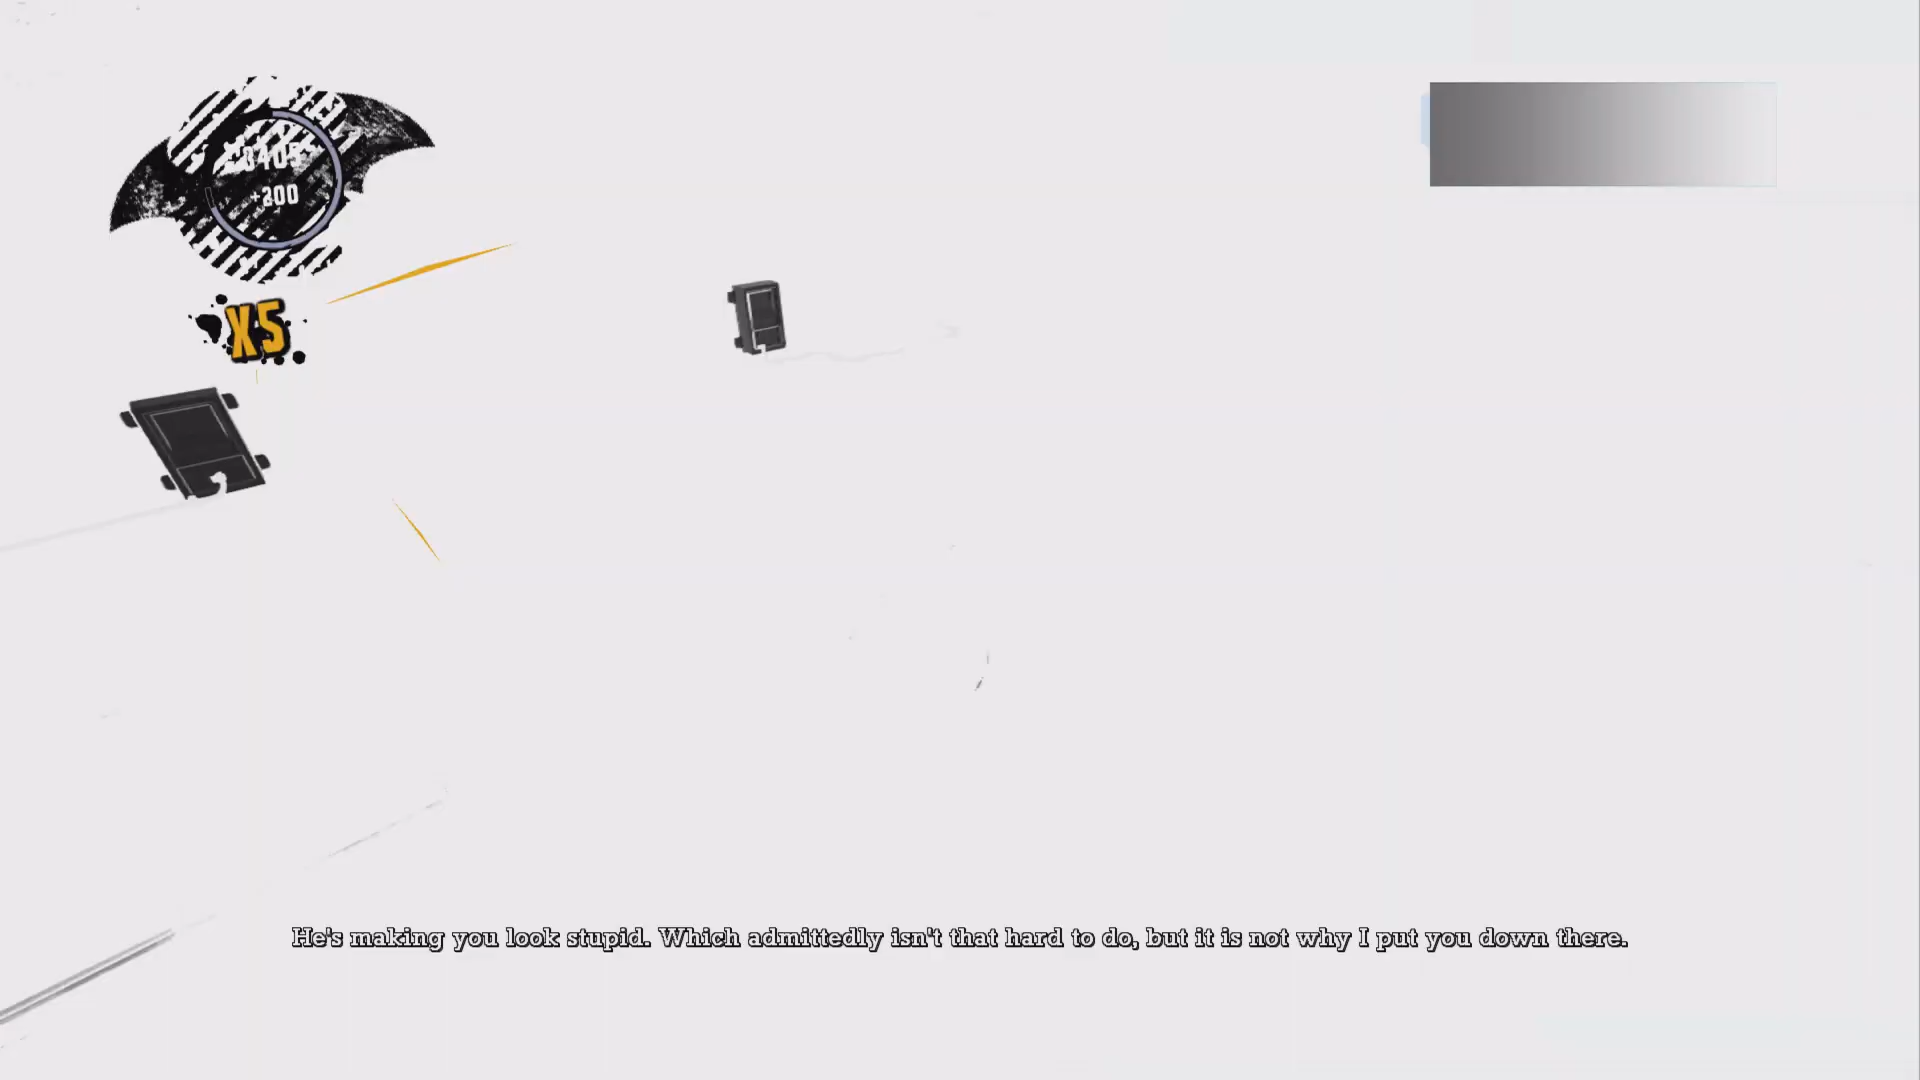 +200
X5
He's making you look stupid. Which admittedly isn't that hard to do, but it is not why I put you down there.